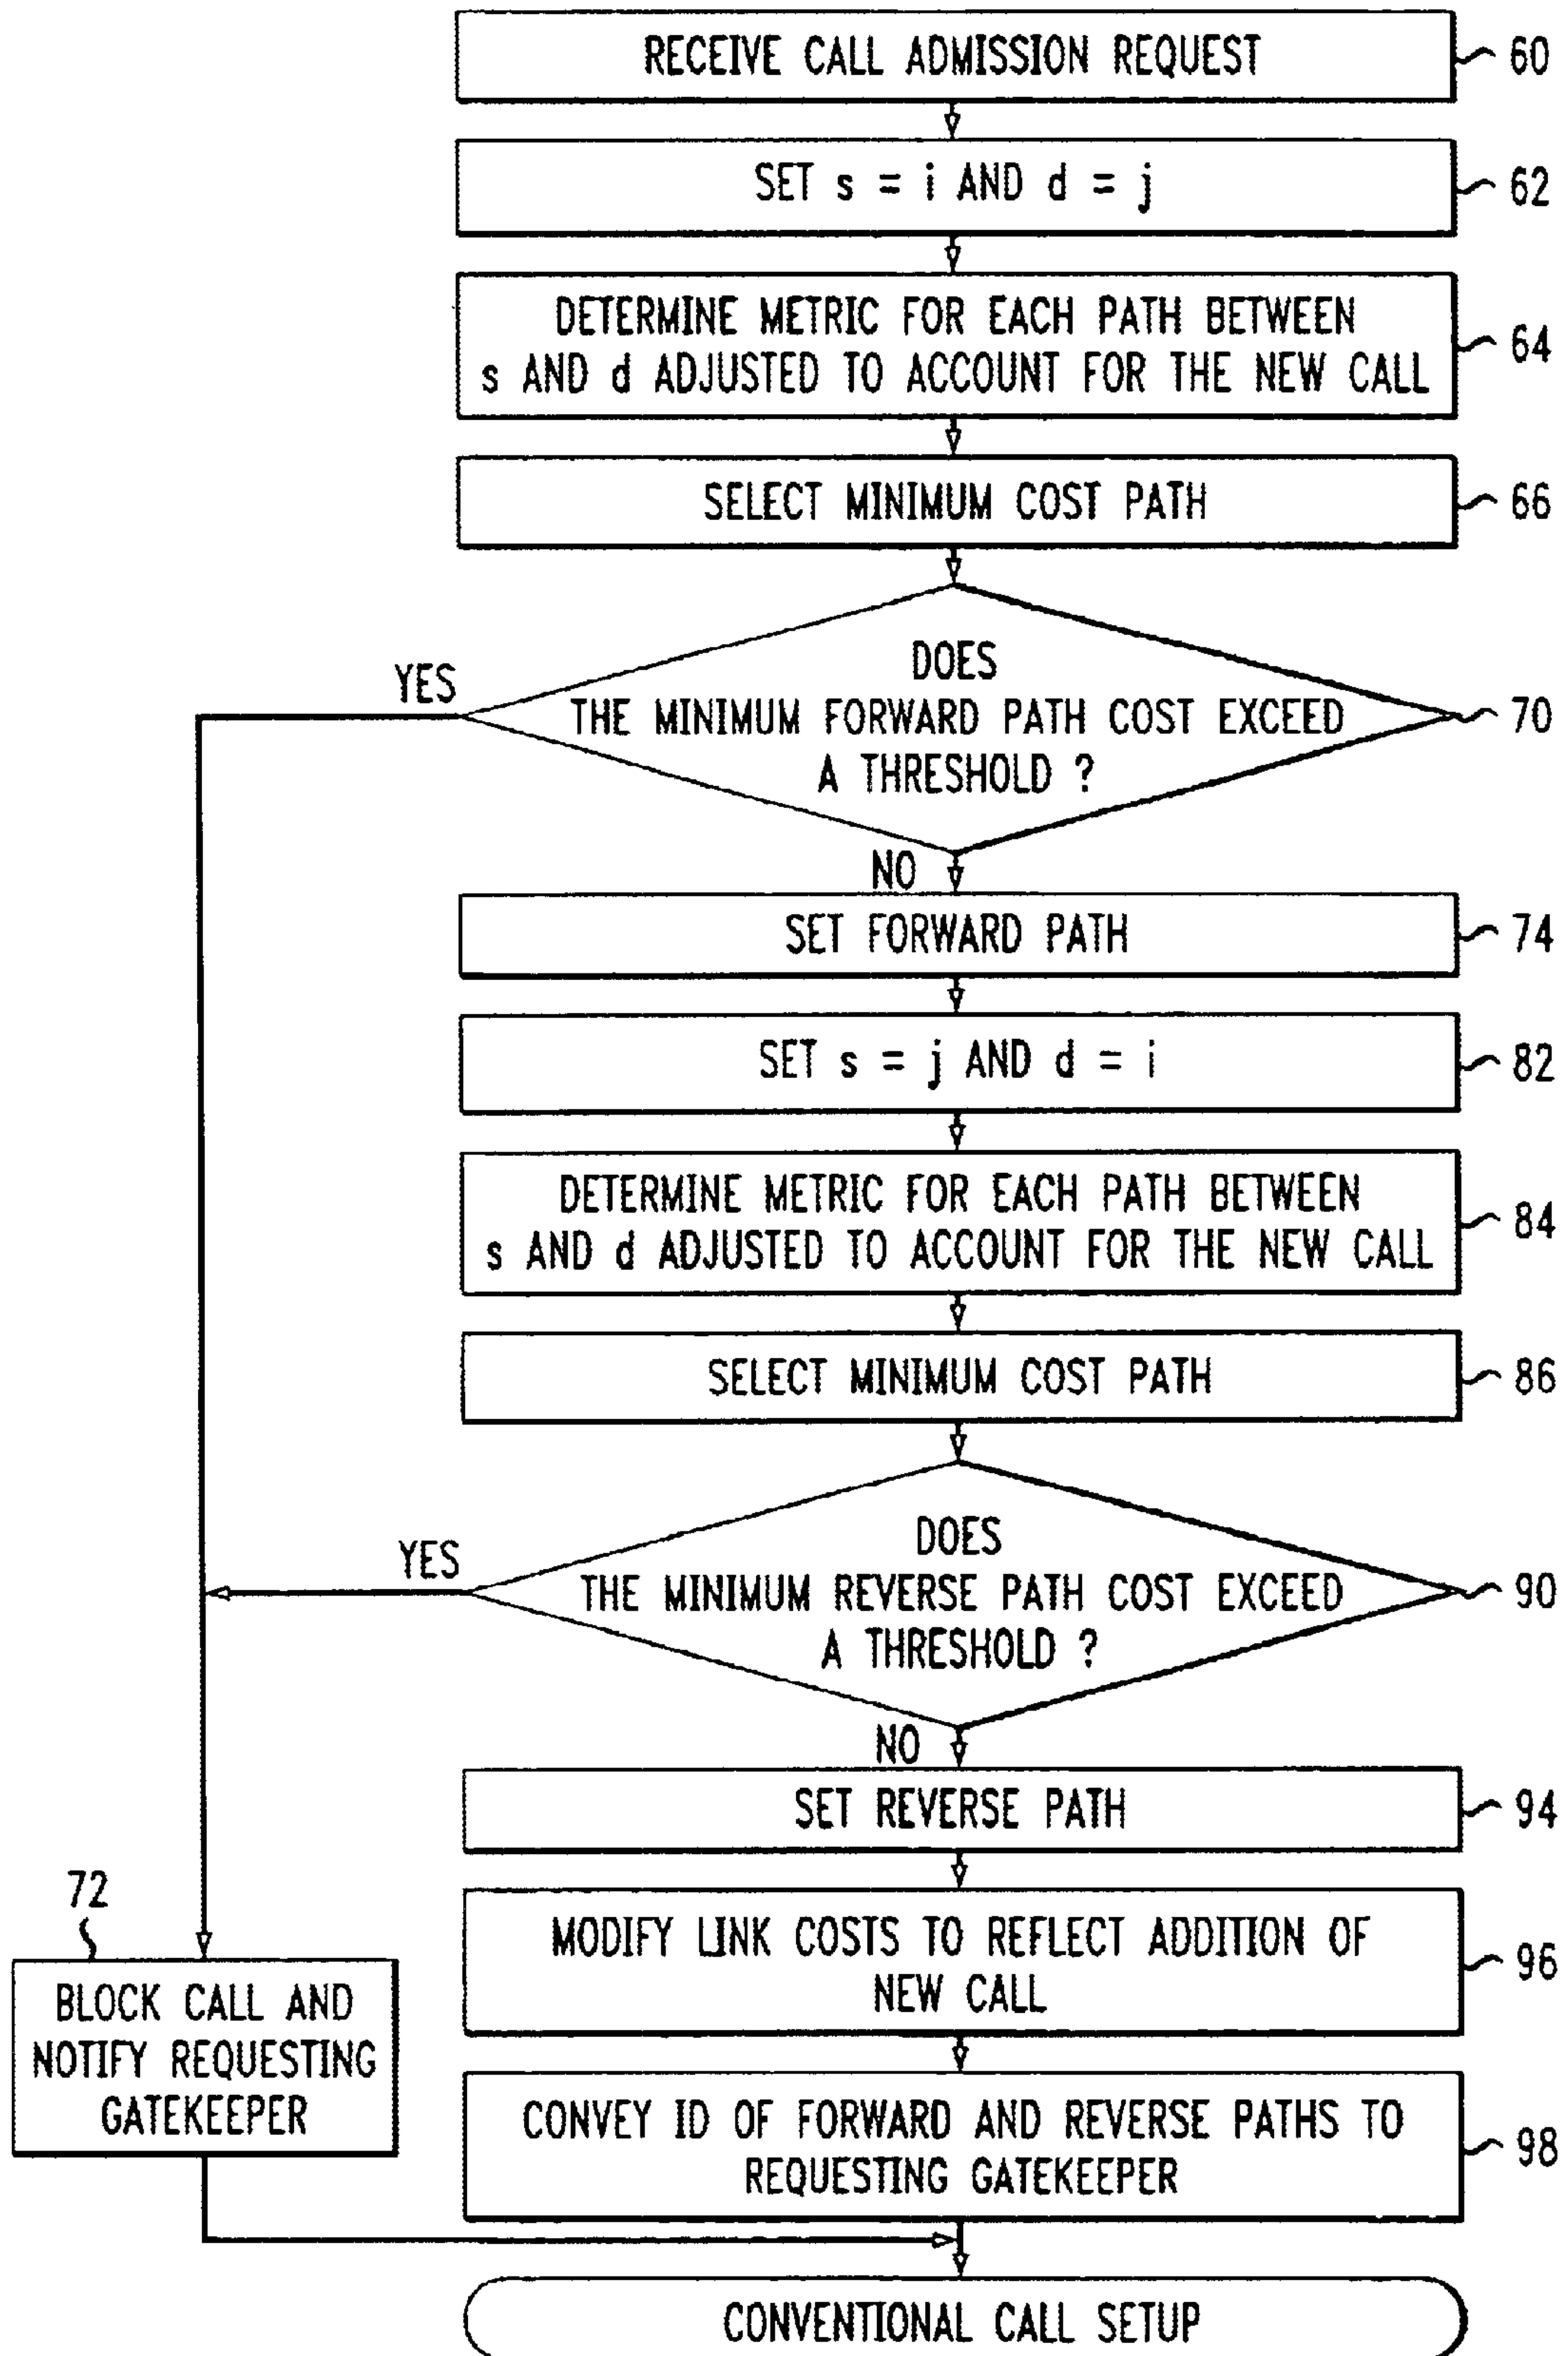 RECEIVE CALL ADMISSION REQUEST
60
SET s = i AND d = j
62
DETERMINE METRIC FOR EACH PATH BETWEEN
s AND d ADJUSTED TO ACCOUNT FOR THE NEW CALL
64
SELECT MINIMUM COST PATH
66
DOES
THE MINIMUM FORWARD PATH COST EXCEED
A THRESHOLD ?
70
YES
NO
SET FORWARD PATH
74
SET s = j AND d = i
82
DETERMINE METRIC FOR EACH PATH BETWEEN
s AND d ADJUSTED TO ACCOUNT FOR THE NEW CALL
84
SELECT MINIMUM COST PATH
86
DOES
THE MINIMUM REVERSE PATH COST EXCEED
A THRESHOLD ?
90
YES
NO
SET REVERSE PATH
94
72
BLOCK CALL AND
NOTIFY REQUESTING
GATEKEEPER
MODIFY LINK COSTS TO REFLECT ADDITION OF
NEW CALL
96
CONVEY ID OF FORWARD AND REVERSE PATHS TO
REQUESTING GATEKEEPER
98
CONVENTIONAL CALL SETUP